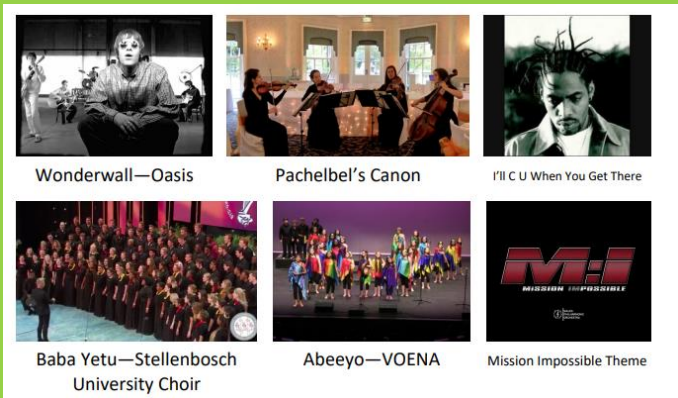 Wonderwall—Oasis
Pachelbel’s Canon
I’ll C U When You Get There
M:I
MISSION IMPOSSIBLE
Baba Yetu—Stellenbosch
University Choir
Abeeyo—VOENA
Mission Impossible Theme